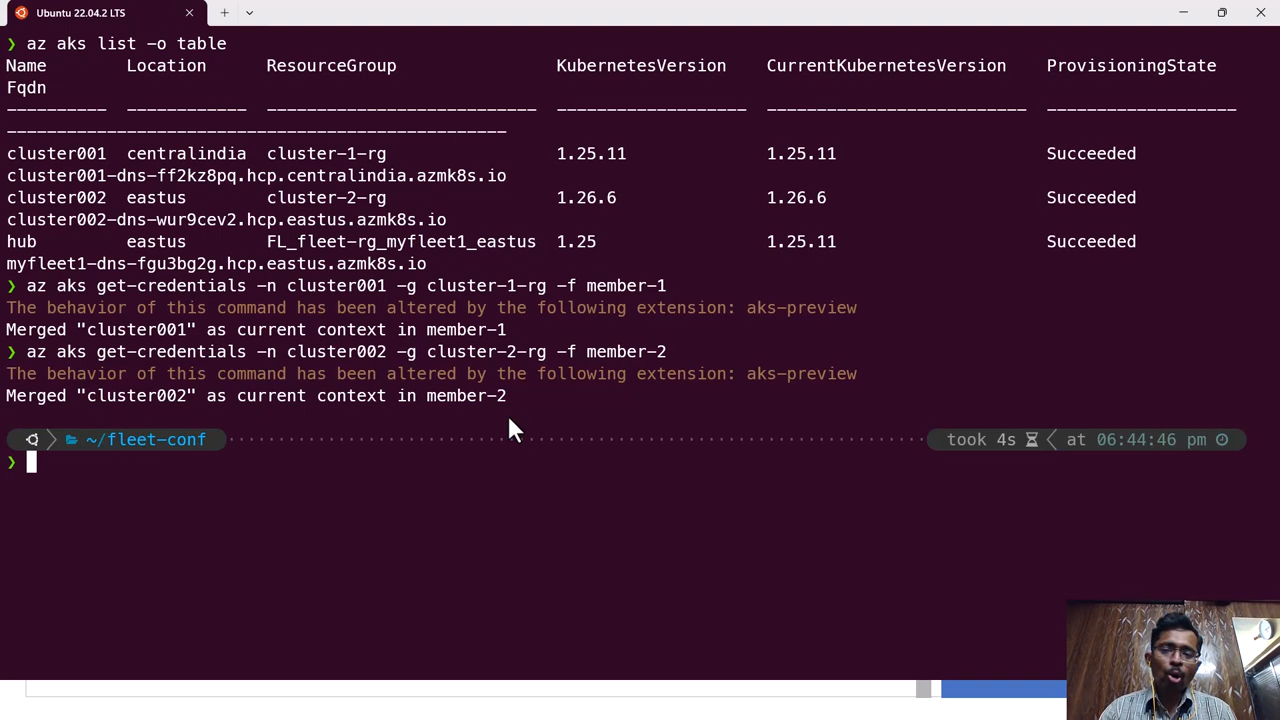 Ubuntu 22.04.2 LTS
❯ az aks list -o table
Name Location ResourceGroup KubernetesVersion CurrentKubernetesVersion ProvisioningState
Fqdn
---------- ------------ --------------------------- ------------------- -------------------------- -------------------
--------------------------------------------------
cluster001 centralindia cluster-1-rg 1.25.11 1.25.11 Succeeded
cluster001-dns-ff2kz8pq.hcp.centralindia.azmk8s.io
cluster002 eastus cluster-2-rg 1.26.6 1.26.6 Succeeded
cluster002-dns-wur9cev2.hcp.eastus.azmk8s.io
hub eastus FL_fleet-rg_myfleet1_eastus 1.25 1.25.11 Succeeded
myfleet1-dns-fgu3bg2g.hcp.eastus.azmk8s.io
❯ az aks get-credentials -n cluster001 -g cluster-1-rg -f member-1
The behavior of this command has been altered by the following extension: aks-preview
Merged "cluster001" as current context in member-1
❯ az aks get-credentials -n cluster002 -g cluster-2-rg -f member-2
The behavior of this command has been altered by the following extension: aks-preview
Merged "cluster002" as current context in member-2
~/fleet-conf took 4s at 06:44:46 pm
❯